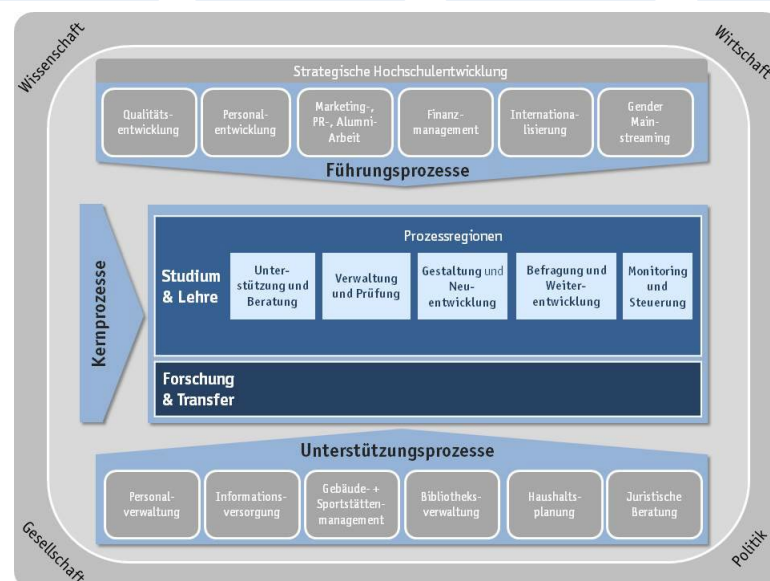 Wissenschaft
Wirtschaft
Strategische Hochschulentwicklung
Qualitäts-
entwicklung
Personal-
entwicklung
Marketing-,
PR-, Alumni-
Arbeit
Finanz-
management
Internationa-
lisierung
Gender
Main-
streaming
Führungsprozesse
Kernprozesse
Prozessregionen
Studium
& Lehre
Unter-
stützung und
Beratung
Verwaltung
und Prüfung
Gestaltung und
Neu-
entwicklung
Befragung und
Weiter-
entwicklung
Monitoring
und
Steuerung
Forschung
& Transfer
Unterstützungsprozesse
Personal-
verwaltung
Informations-
versorgung
Gebäude- +
Sportstätten-
management
Bibliotheks-
verwaltung
Haushalts-
planung
Juristische
Beratung
Gesellschaft
Politik